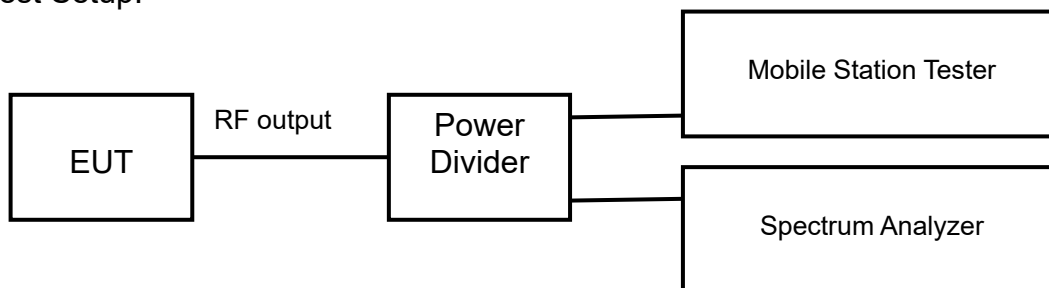 EUT
RF output
Power
Divider
Mobile Station Tester
Spectrum Analyzer